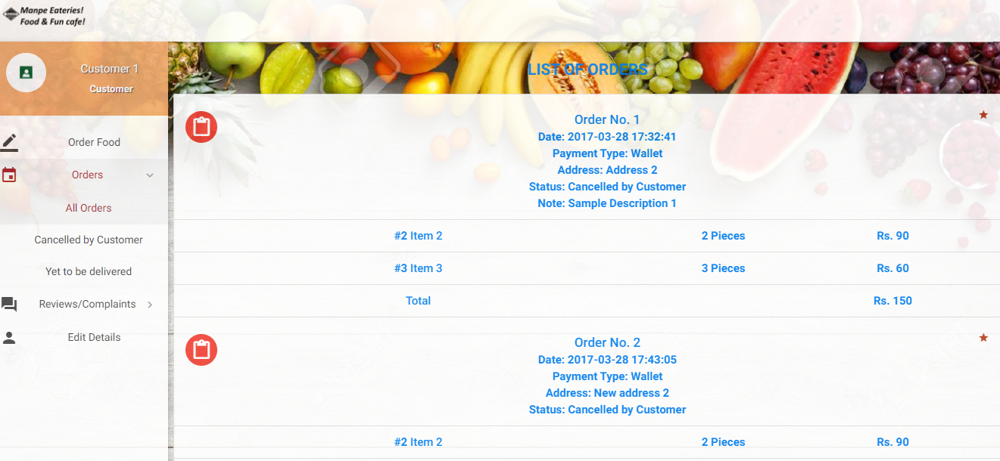 Manpe Eateries!
Food & Fun cafe!
Customer 1
Customer
Order Food
Orders
All Orders
Cancelled by Customer
Yet to be delivered
Reviews/Complaints
Edit Details
LIST OF ORDERS
Order No. 1
Date: 2017-03-28 17:32:41
Payment Type: Wallet
Address: Address 2
Status: Cancelled by Customer
Note: Sample Description 1
#2 Item 2 2 Pieces Rs. 90
#3 Item 3 3 Pieces Rs. 60
Total Rs. 150
Order No. 2
Date: 2017-03-28 17:43:05
Payment Type: Wallet
Address: New address 2
Status: Cancelled by Customer
#2 Item 2 2 Pieces Rs. 90